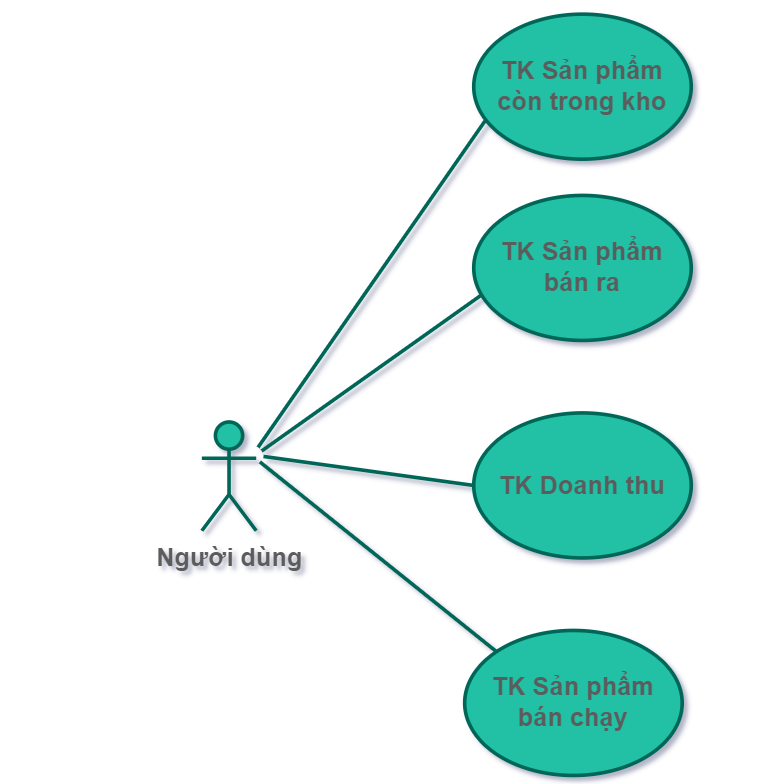 TK Sản phẩm
còn trong kho
TK Sản phẩm
bán ra
TK Doanh thu
Người dùng
TK Sản phẩm
bán chạy